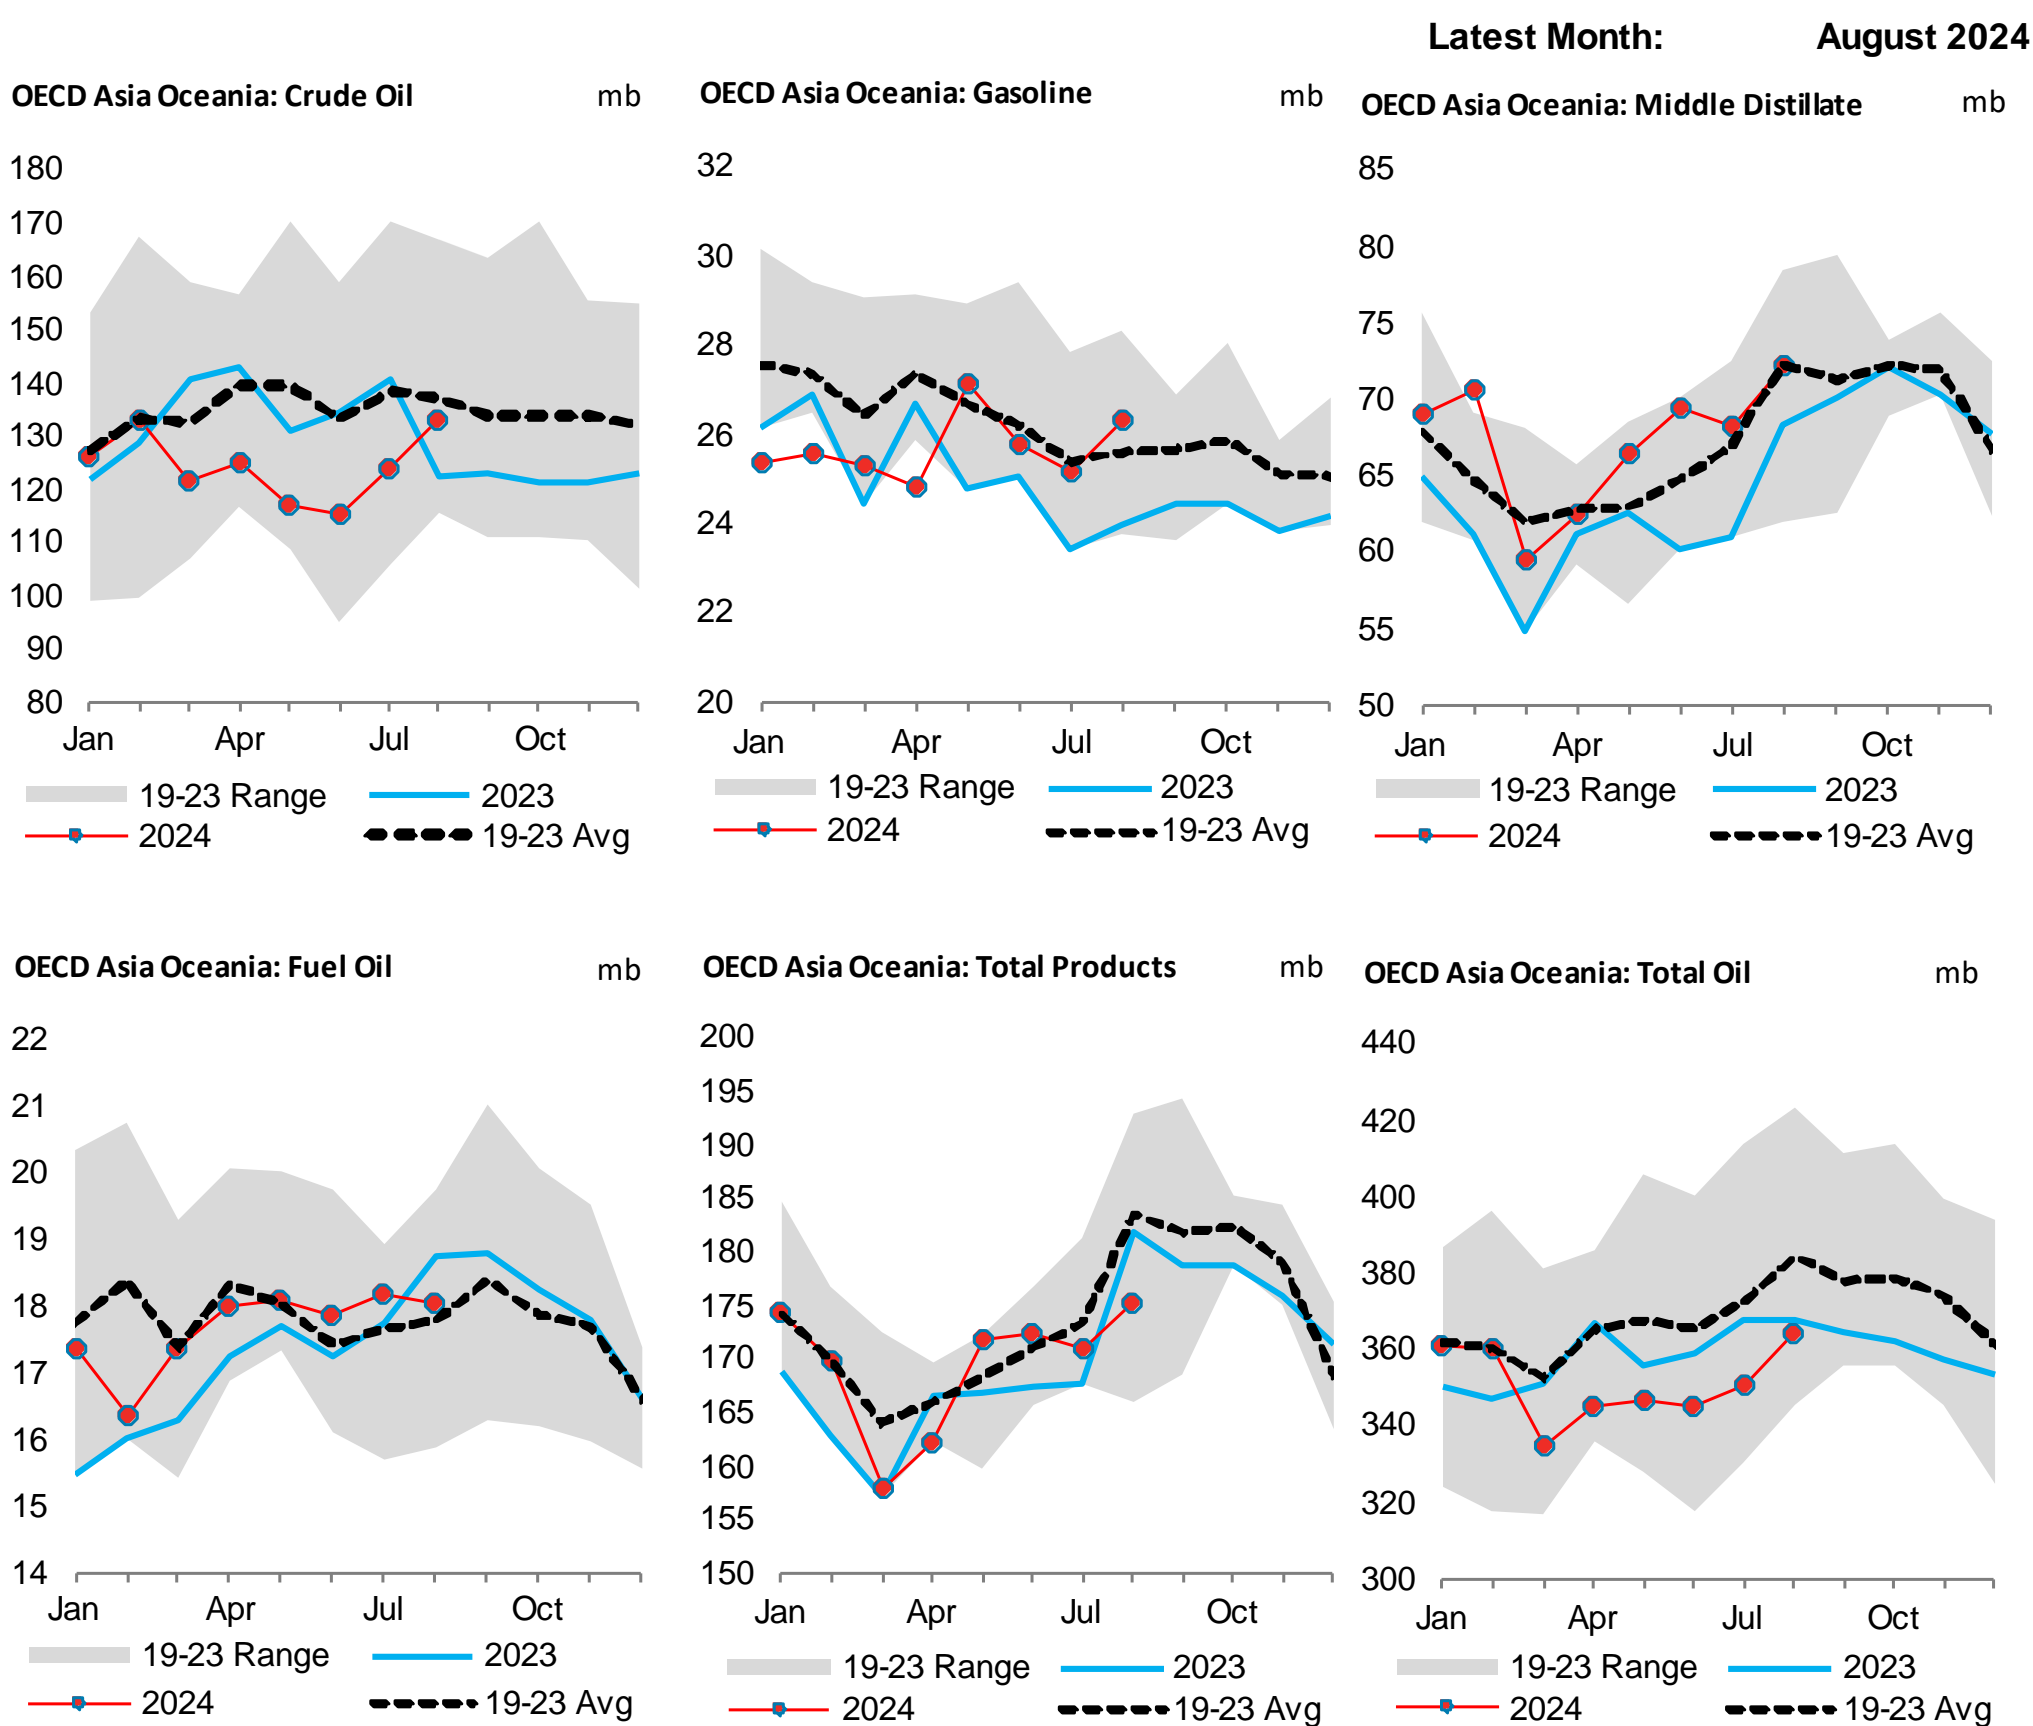 Latest Month: August 2024
OECD Asia Oceania: Crude Oil mb
180
170
160
150
140
130
120
110
100
90
80
Jan Apr Jul Oct
19-23 Range 2023
2024 19-23 Avg
OECD Asia Oceania: Gasoline mb
32
30
28
26
24
22
20
Jan Apr Jul Oct
19-23 Range 2023
2024 19-23 Avg
OECD Asia Oceania: Middle Distillate mb
85
80
75
70
65
60
55
50
Jan Apr Jul Oct
19-23 Range 2023
2024 19-23 Avg
OECD Asia Oceania: Fuel Oil mb
22
21
20
19
18
17
16
15
14
Jan Apr Jul Oct
19-23 Range 2023
2024 19-23 Avg
OECD Asia Oceania: Total Products mb
200
195
190
185
180
175
170
165
160
155
150
Jan Apr Jul Oct
19-23 Range 2023
2024 19-23 Avg
OECD Asia Oceania: Total Oil mb
440
420
400
380
360
340
320
300
Jan Apr Jul Oct
19-23 Range 2023
2024 19-23 Avg